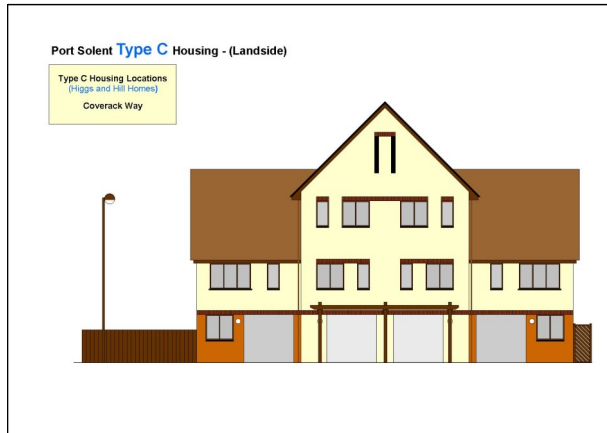 Port Solent Type C Housing - (Landside)
Type C Housing Locations
(Higgs and Hill Homes)
Coverack Way